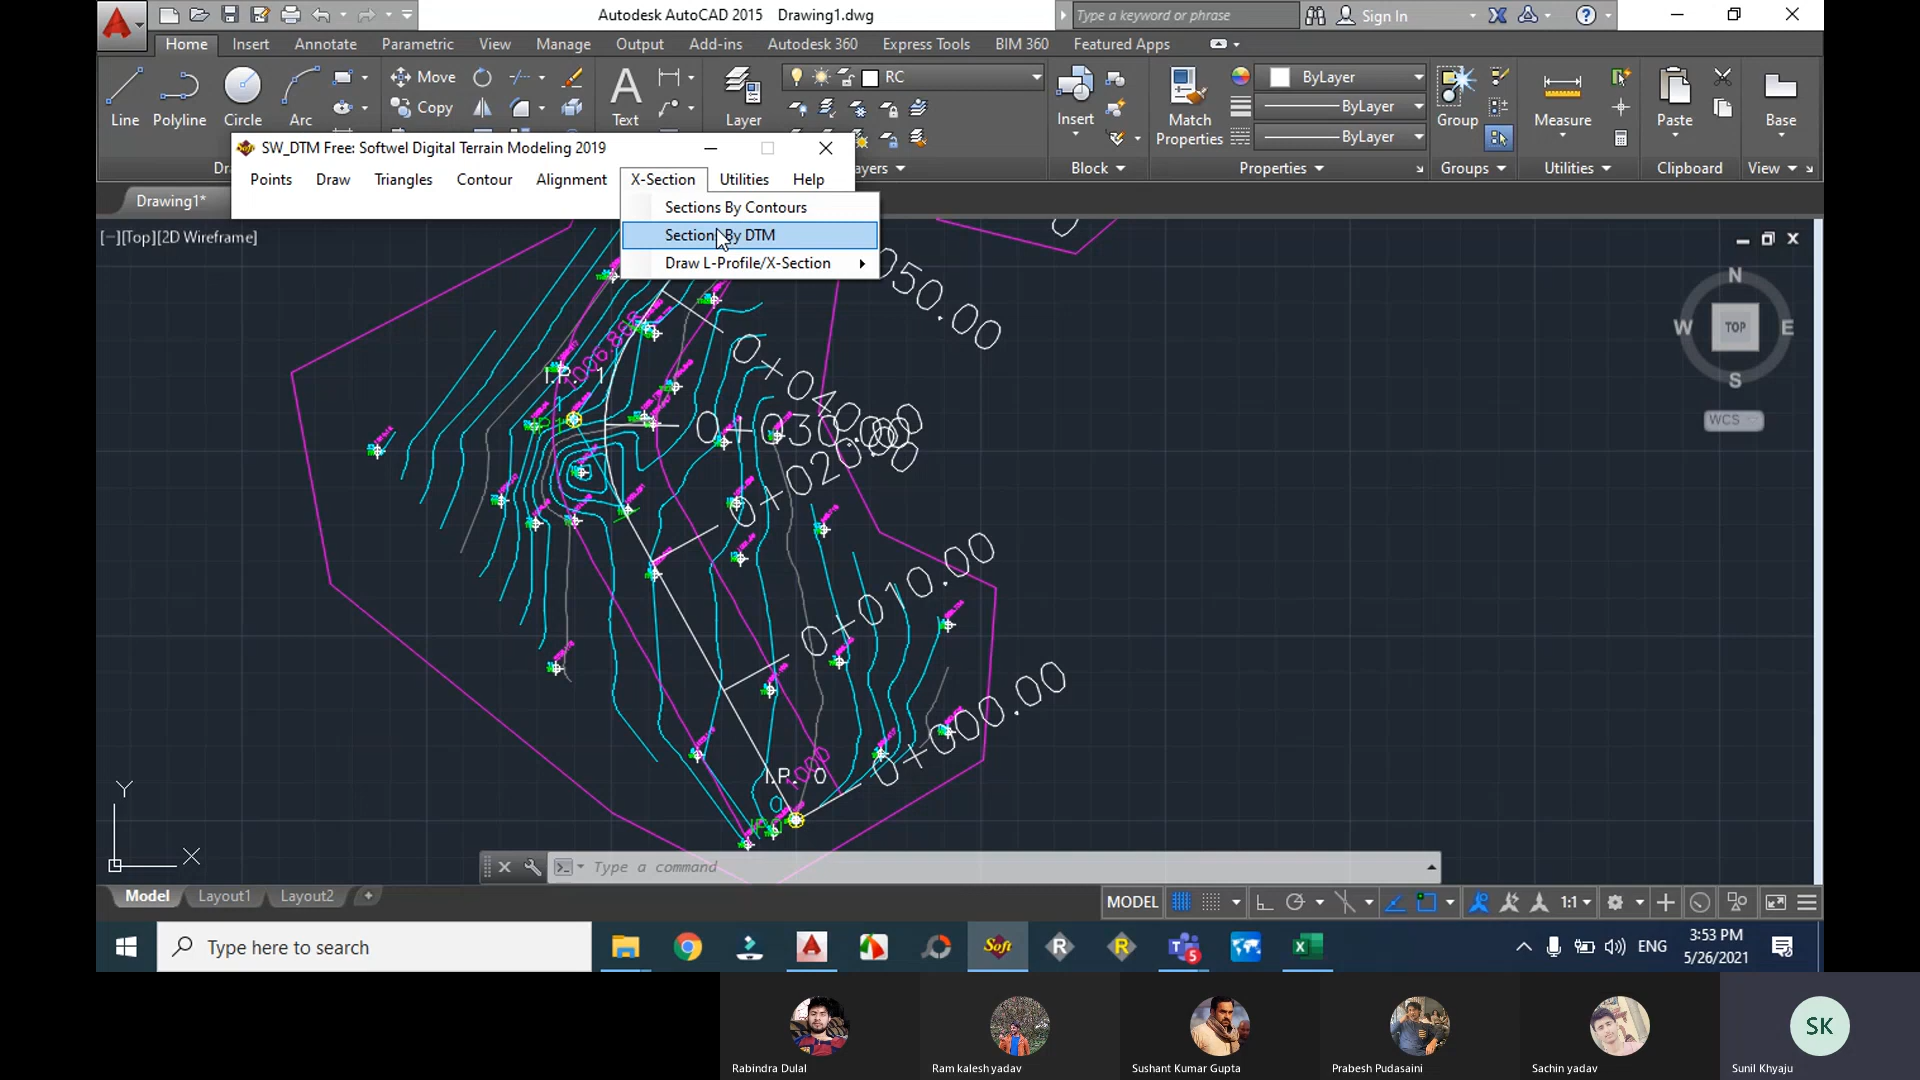 Autodesk AutoCAD 2015 Drawing1.dwg
Type a keyword or phrase
Sign In
Home Insert Annotate Parametric View Manage Output Add-ins Autodesk 360 Express Tools BIM 360 Featured Apps
Move
RC
ByLayer
Copy
ByLayer
Line Polyline Circle Arc Text Layer Insert Match Properties ByLayer Group Measure Paste Base
Block Properties Groups Utilities Clipboard View
SW_DTM Free: Softwel Digital Terrain Modeling 2019
Points Draw Triangles Contour Alignment X-Section Utilities Help
Sections By Contours
Sections By DTM
Draw L-Profile/X-Section
Drawing1*
[−][Top][2D Wireframe]
N
W TOP E
S
WCS
050.00
0+040.00
I.P. 1
0+030.00
0+020.00
0+010.00
0+000.00
I.P. 0
1000
0
Y
X
Type a command
Model Layout1 Layout2 +
MODEL 1:1
Type here to search
Soft
5
ENG
3:53 PM
5/26/2021
SK
Rabindra Dulal Ram kalesh yadav Sushant Kumar Gupta Prabesh Pudasaini Sachin yadav Sunil Khyaju